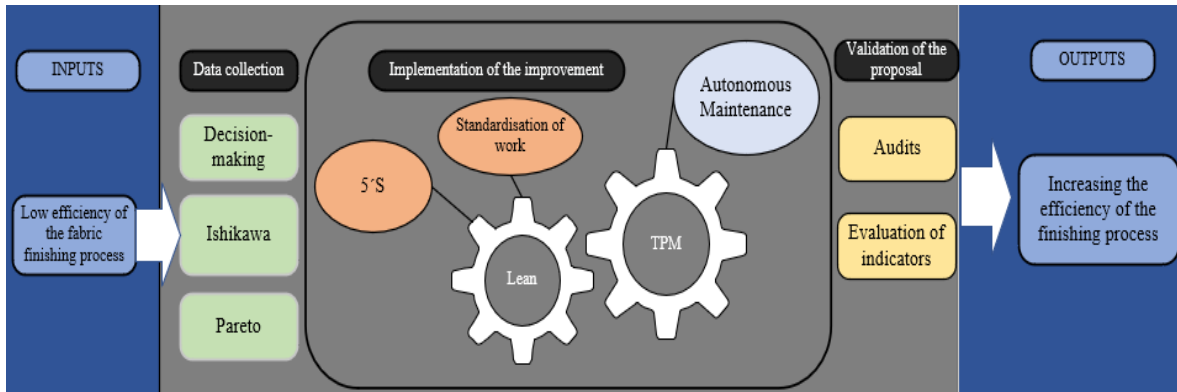 INPUTS
Low efficiency of
the fabric
finishing process
Data collection
Decision-
making
Ishikawa
Pareto
Implementation of the improvement
5´S
Standardisation of
work
Autonomous
Maintenance
Lean
TPM
Validation of the
proposal
Audits
Evaluation of
indicators
OUTPUTS
Increasing the
efficiency of the
finishing process